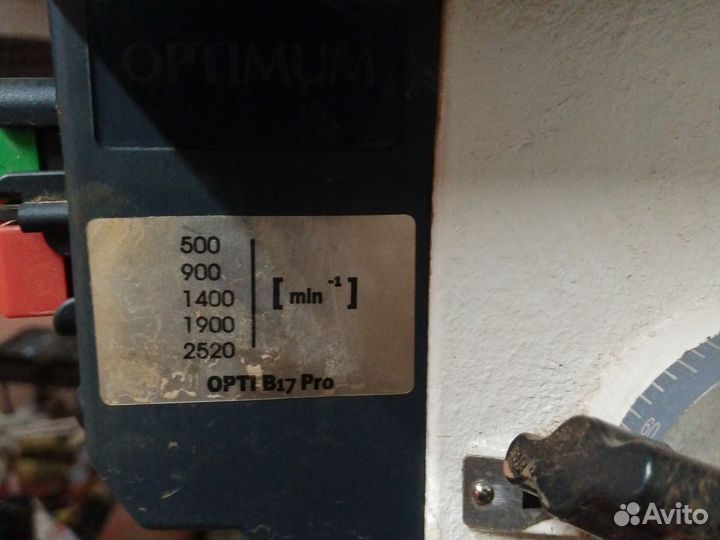 OPTIMUM
500
900
1400
1900
2520
[ min⁻¹ ]
OPTI B17 Pro
60
Avito